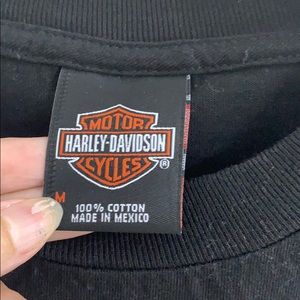 MOTOR
HARLEY-DAVIDSON
CYCLES ®
M
100% COTTON
MADE IN MEXICO